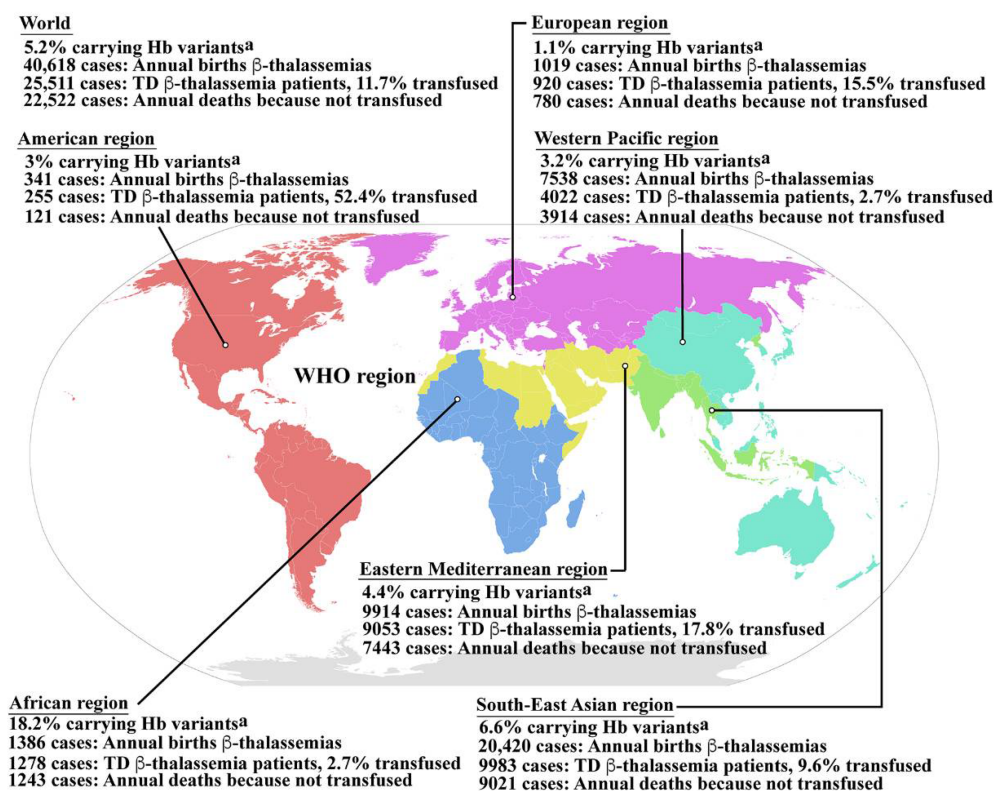 World
5.2% carrying Hb variantsa
40,618 cases: Annual births β-thalassemias
25,511 cases: TD β-thalassemia patients, 11.7% transfused
22,522 cases: Annual deaths because not transfused
European region
1.1% carrying Hb variantsa
1019 cases: Annual births β-thalassemias
920 cases: TD β-thalassemia patients, 15.5% transfused
780 cases: Annual deaths because not transfused
American region
3% carrying Hb variantsa
341 cases: Annual births β-thalassemias
255 cases: TD β-thalassemia patients, 52.4% transfused
121 cases: Annual deaths because not transfused
Western Pacific region
3.2% carrying Hb variantsa
7538 cases: Annual births β-thalassemias
4022 cases: TD β-thalassemia patients, 2.7% transfused
3914 cases: Annual deaths because not transfused
WHO region
Eastern Mediterranean region
4.4% carrying Hb variantsa
9914 cases: Annual births β-thalassemias
9053 cases: TD β-thalassemia patients, 17.8% transfused
7443 cases: Annual deaths because not transfused
African region
18.2% carrying Hb variantsa
1386 cases: Annual births β-thalassemias
1278 cases: TD β-thalassemia patients, 2.7% transfused
1243 cases: Annual deaths because not transfused
South-East Asian region
6.6% carrying Hb variantsa
20,420 cases: Annual births β-thalassemias
9983 cases: TD β-thalassemia patients, 9.6% transfused
9021 cases: Annual deaths because not transfused